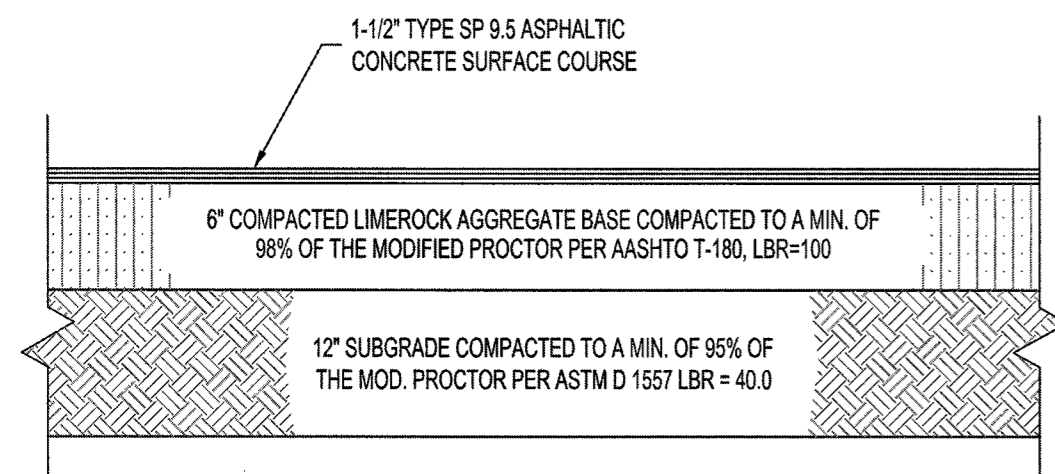 1-1/2" TYPE SP 9.5 ASPHALTIC
CONCRETE SURFACE COURSE
6" COMPACTED LIMEROCK AGGREGATE BASE COMPACTED TO A MIN. OF
98% OF THE MODIFIED PROCTOR PER AASHTO T-180, LBR=100
12" SUBGRADE COMPACTED TO A MIN. OF 95% OF
THE MOD. PROCTOR PER ASTM D 1557 LBR = 40.0